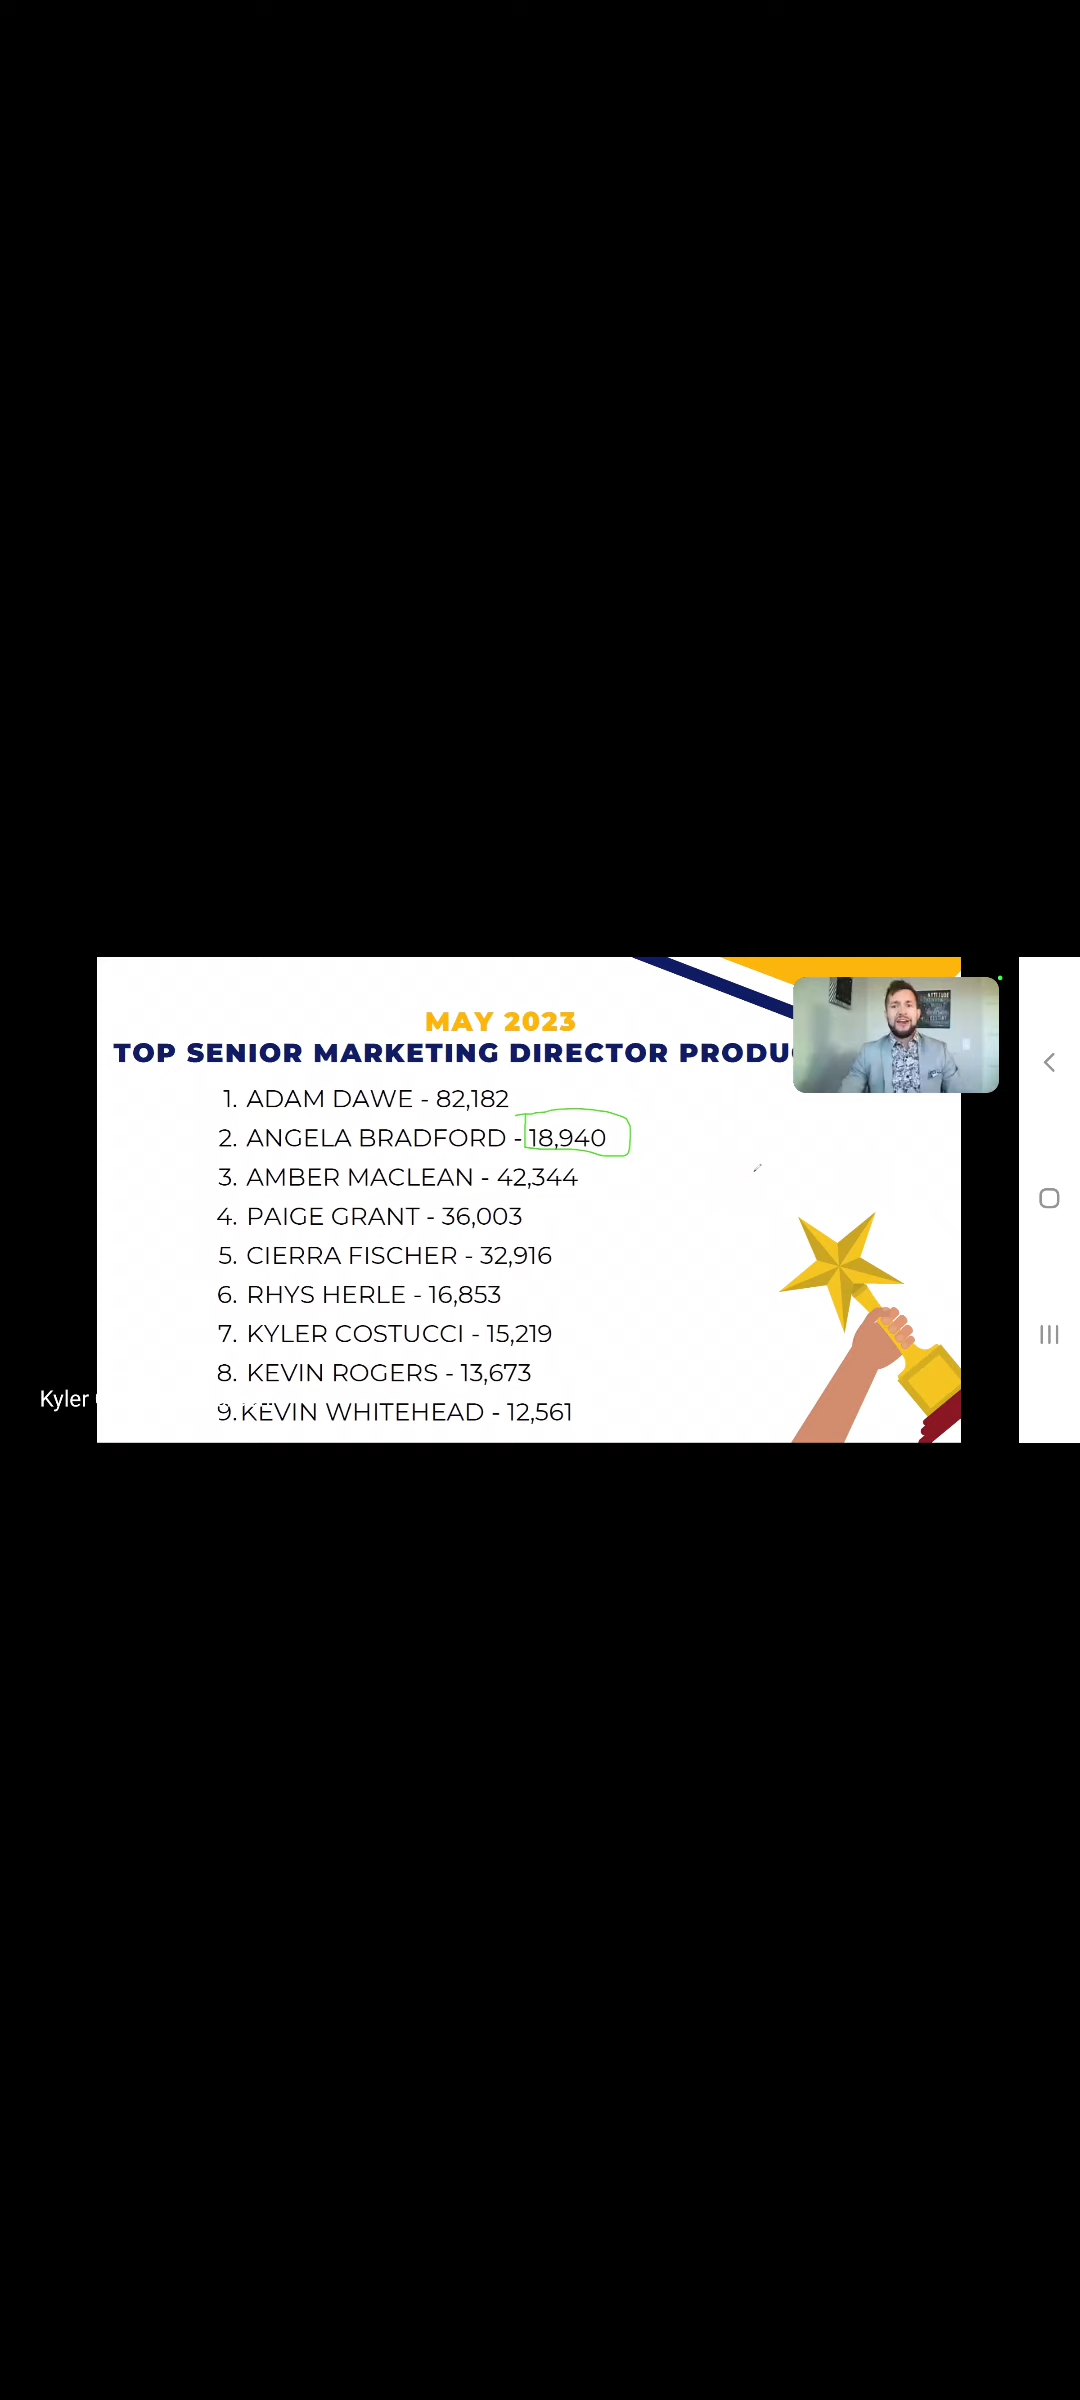 MAY 2023
TOP SENIOR MARKETING DIRECTOR
1. ADAM DAWE - 82,182
2. ANGELA BRADFORD - 18,940
3. AMBER MACLEAN - 42,344
4. PAIGE GRANT - 36,003
5. CIERRA FISCHER - 32,916
6. RHYS HERLE - 16,853
7. KYLER COSTUCCI - 15,219
8. KEVIN ROGERS - 13,673
9. KEVIN WHITEHEAD - 12,561
Kyler
ATTITUDE